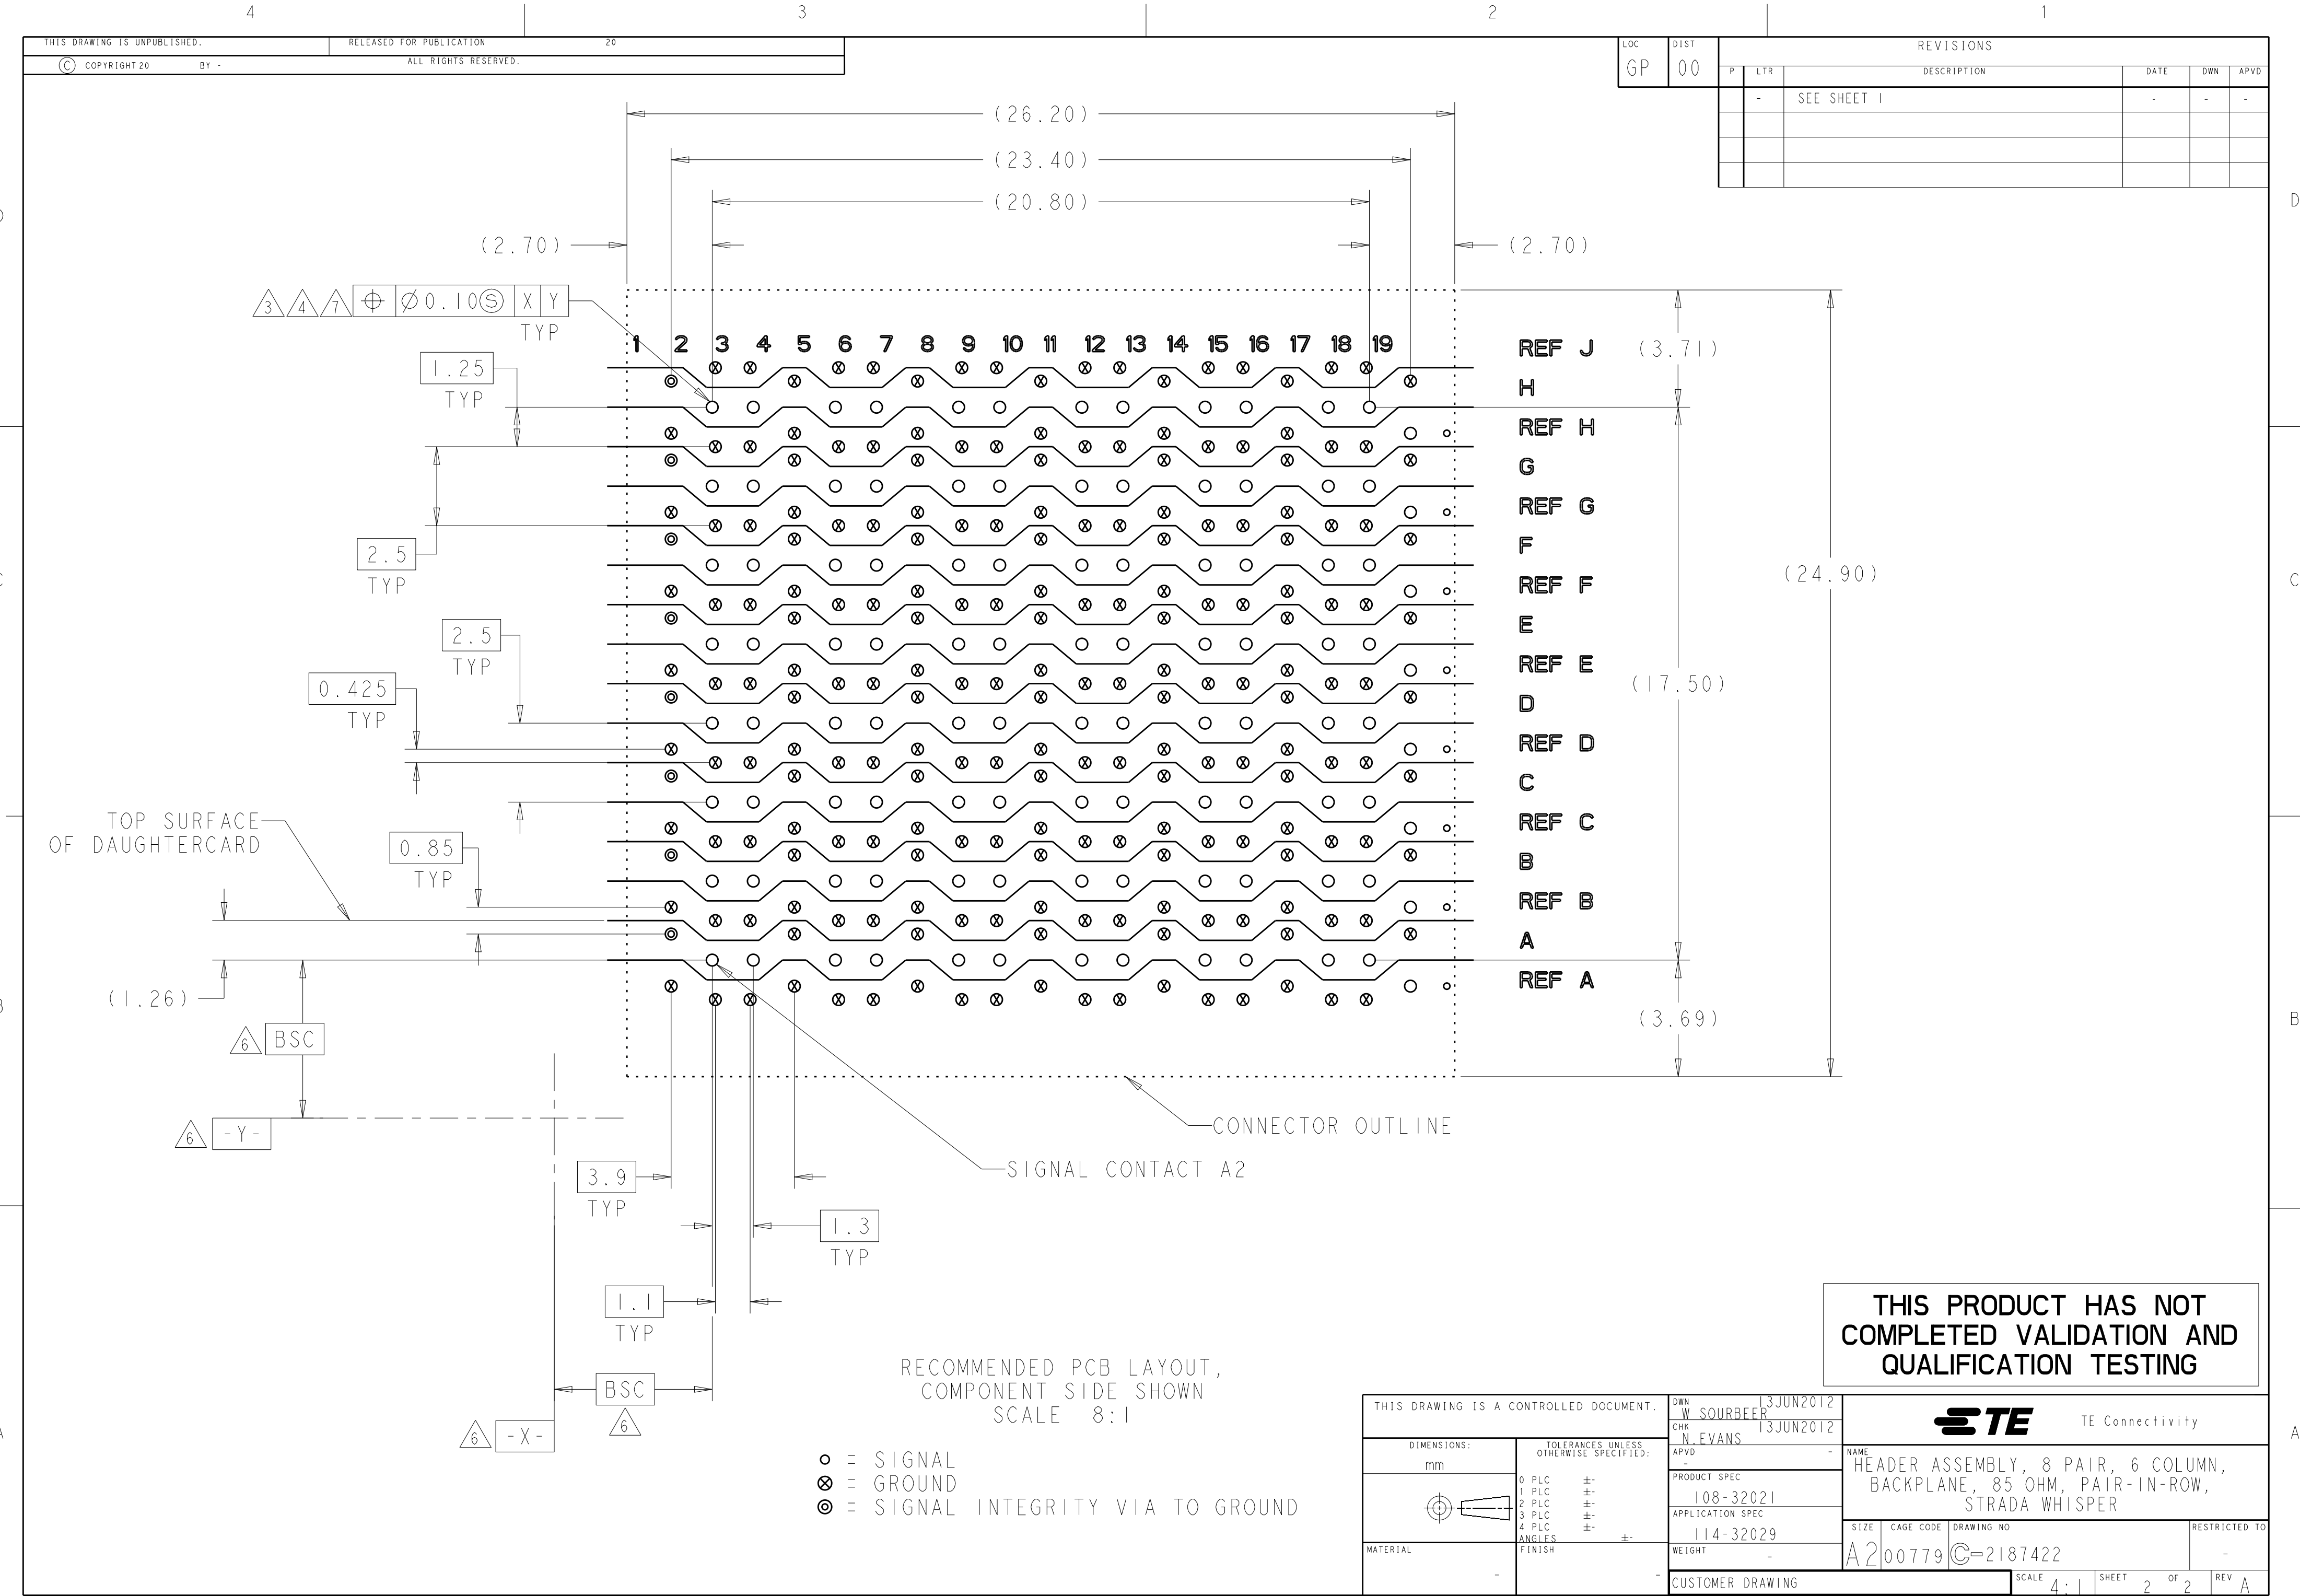 4 3 2 1
THIS DRAWING IS UNPUBLISHED. RELEASED FOR PUBLICATION 20
© COPYRIGHT 20 BY - ALL RIGHTS RESERVED.
LOC DIST REVISIONS
GP 00
P LTR DESCRIPTION DATE DWN APVD
- SEE SHEET 1 - - -
(26.20)
(23.40)
(20.80)
D D
(2.70) (2.70)
3 4 7 ⌖ Ø0.10Ⓢ X Y
TYP
1 2 3 4 5 6 7 8 9 10 11 12 13 14 15 16 17 18 19
REF J (3.71)
1.25
TYP
H
REF H
G
REF G
2.5
TYP
F
C (24.90) C
REF F
E
2.5
TYP
REF E
0.425
TYP
(17.50)
D
REF D
C
TOP SURFACE
OF DAUGHTERCARD
REF C
0.85
TYP
B
REF B
A
REF A
(1.26)
B B
(3.69)
6 BSC
6 -Y-
CONNECTOR OUTLINE
SIGNAL CONTACT A2
3.9
TYP
1.3
TYP
1.1
TYP
THIS PRODUCT HAS NOT
COMPLETED VALIDATION AND
QUALIFICATION TESTING
RECOMMENDED PCB LAYOUT,
COMPONENT SIDE SHOWN
SCALE 8:1
BSC
6
6 -X-
A A
= SIGNAL
= GROUND
= SIGNAL INTEGRITY VIA TO GROUND
THIS DRAWING IS A CONTROLLED DOCUMENT.
DIMENSIONS:
mm
TOLERANCES UNLESS
OTHERWISE SPECIFIED:
0 PLC ±-
1 PLC ±-
2 PLC ±-
3 PLC ±-
4 PLC ±-
ANGLES ±-
MATERIAL
-
FINISH
-
DWN 13JUN2012
W SOURBEER
CHK 13JUN2012
N.EVANS
APVD -
-
PRODUCT SPEC
108-32021
APPLICATION SPEC
114-32029
WEIGHT -
CUSTOMER DRAWING
TE TE Connectivity
NAME
HEADER ASSEMBLY, 8 PAIR, 6 COLUMN,
BACKPLANE, 85 OHM, PAIR-IN-ROW,
STRADA WHISPER
SIZE CAGE CODE DRAWING NO RESTRICTED TO
A2 00779 C-2187422 -
SCALE 4:1 SHEET 2 OF 2 REV A